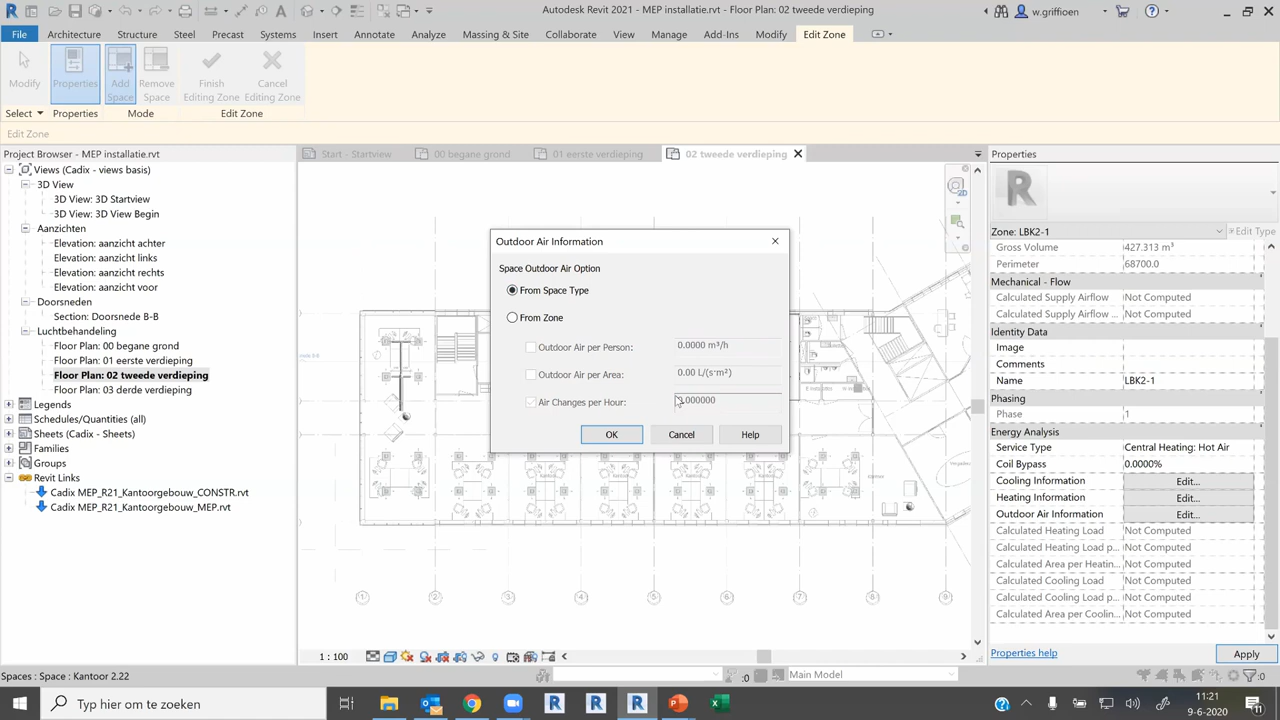 Autodesk Revit 2021 - MEP installatie.rvt - Floor Plan: 02 tweede verdieping
w.griffioen
File Architecture Structure Steel Precast Systems Insert Annotate Analyze Massing & Site Collaborate View Manage Add-Ins Modify Edit Zone
Modify
Properties
Add Space
Remove Space
Finish Editing Zone
Cancel Editing Zone
Select Properties Mode Edit Zone
Edit Zone
Project Browser - MEP installatie.rvt
Start - Startview 00 begane grond 01 eerste verdieping 02 tweede verdieping
Properties
Views (Cadix - views basis)
3D View
3D View: 3D Startview
3D View: 3D View Begin
Aanzichten
Elevation: aanzicht achter
Elevation: aanzicht links
Elevation: aanzicht rechts
Elevation: aanzicht voor
Doorsneden
Section: Doorsnede B-B
Luchtbehandeling
Floor Plan: 00 begane grond
Floor Plan: 01 eerste verdieping
Floor Plan: 02 tweede verdieping
Floor Plan: 03 derde verdieping
Legends
Schedules/Quantities (all)
Sheets (Cadix - Sheets)
Families
Groups
Revit Links
Cadix MEP_R21_Kantoorgebouw_CONSTR.rvt
Cadix MEP_R21_Kantoorgebouw_MEP.rvt
Outdoor Air Information
Space Outdoor Air Option
From Space Type
From Zone
Outdoor Air per Person: 0.0000 m³/h
Outdoor Air per Area: 0.00 L/(s·m²)
Air Changes per Hour: 0.000000
OK Cancel Help
2D
1 2 3 4 5 6 7 8 9
1 : 100
Zone: LBK2-1 Edit Type
Gross Volume 427.313 m³
Perimeter 68700.0
Mechanical - Flow
Calculated Supply Airflow Not Computed
Calculated Supply Airflow ... Not Computed
Identity Data
Image
Comments
Name LBK2-1
Phasing
Phase 1
Energy Analysis
Service Type Central Heating: Hot Air
Coil Bypass 0.0000%
Cooling Information Edit...
Heating Information Edit...
Outdoor Air Information Edit...
Calculated Heating Load Not Computed
Calculated Heating Load p... Not Computed
Calculated Area per Heatin... Not Computed
Calculated Cooling Load Not Computed
Calculated Cooling Load p... Not Computed
Calculated Area per Coolin... Not Computed
Properties help Apply
Spaces : Space : Kantoor 2.22
:0 Main Model :0
Typ hier om te zoeken
11:21
9-6-2020